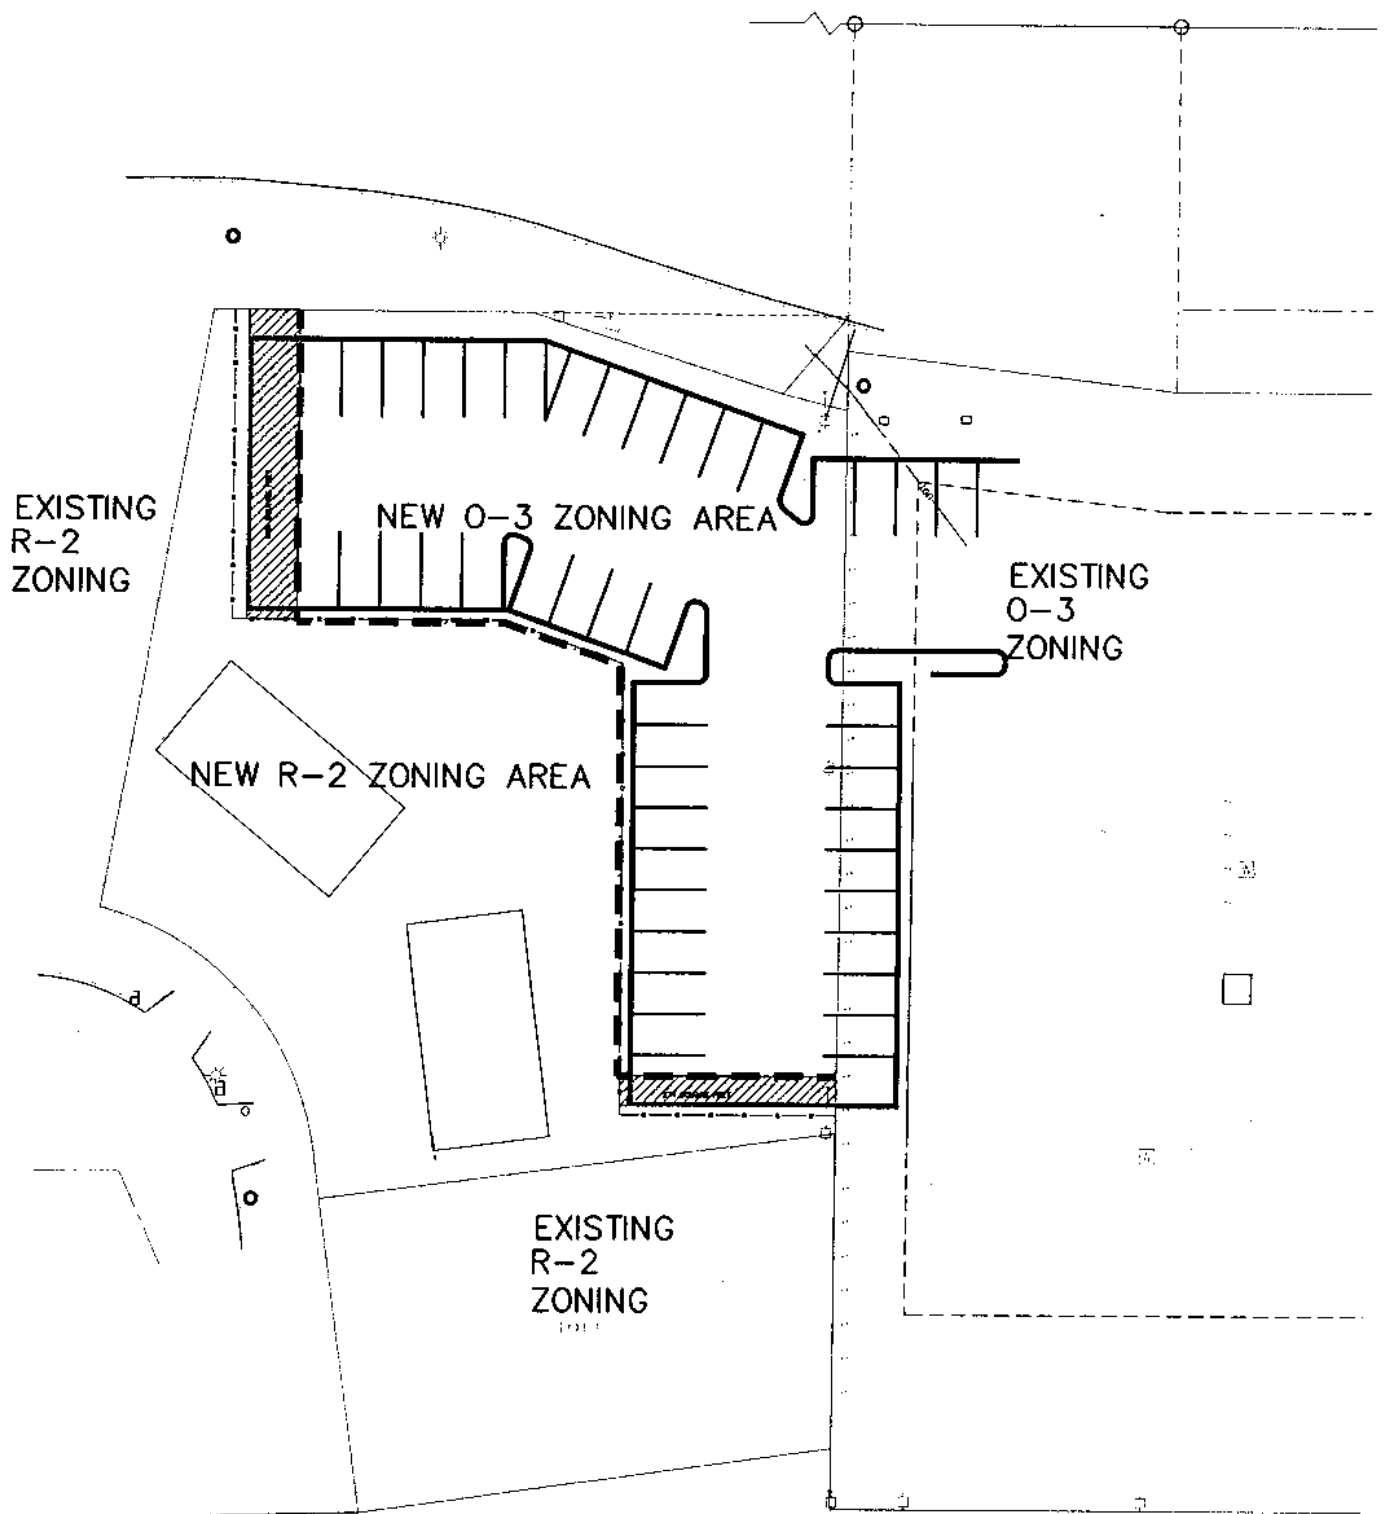 EXISTING
R-2
ZONING
NEW O-3 ZONING AREA
EXISTING
O-3
ZONING
NEW R-2 ZONING AREA
EXISTING
R-2
ZONING